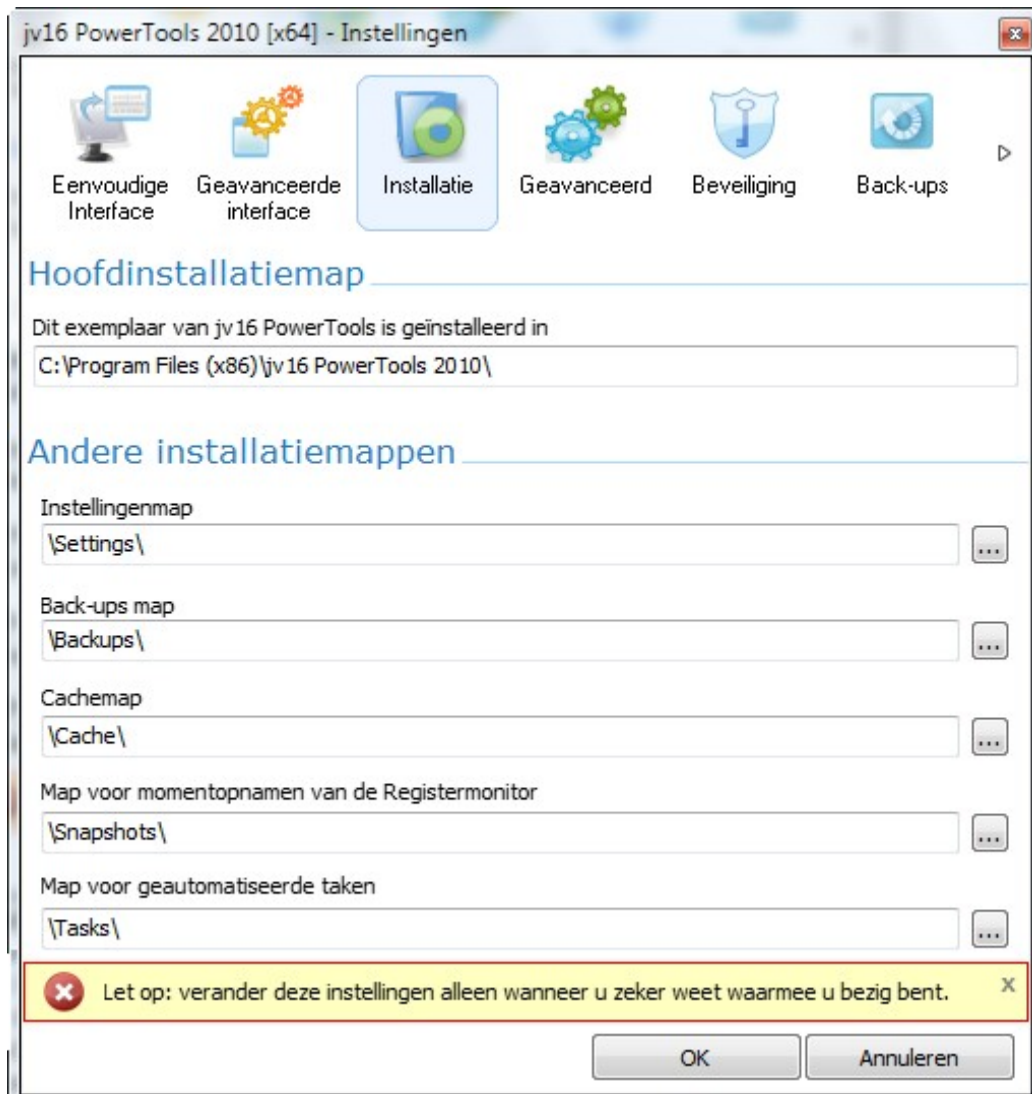 jv16 PowerTools 2010 [x64] - Instellingen
Eenvoudige Interface
Geavanceerde interface
Installatie
Geavanceerd
Beveiliging
Back-ups
Hoofdinstallatiemap
Dit exemplaar van jv16 PowerTools is geïnstalleerd in
C:\Program Files (x86)\jv16 PowerTools 2010\
Andere installatiemappen
Instellingenmap
\Settings\
...
Back-ups map
\Backups\
...
Cachemap
\Cache\
...
Map voor momentopnamen van de Registermonitor
\Snapshots\
...
Map voor geautomatiseerde taken
\Tasks\
...
Let op: verander deze instellingen alleen wanneer u zeker weet waarmee u bezig bent.
OK
Annuleren